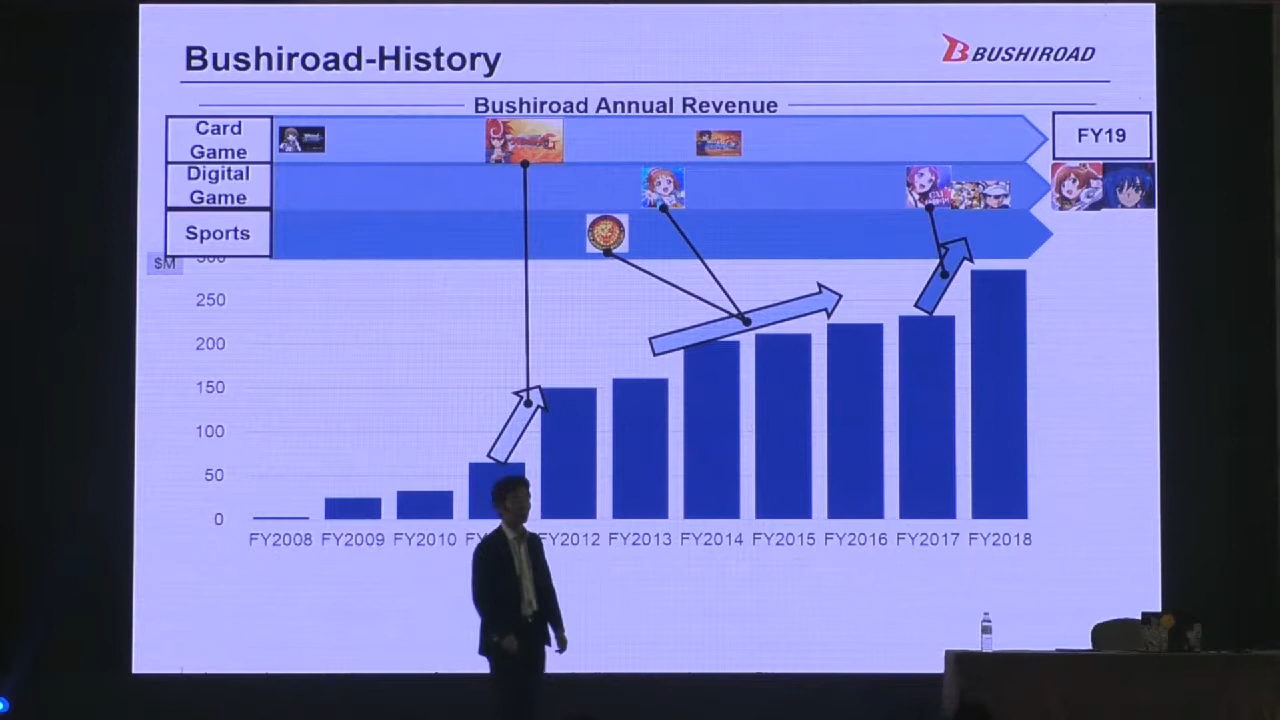 Bushiroad-History
BUSHIROAD
Bushiroad Annual Revenue
Card
Game
FY19
Digital
Game
Sports
$M
300
250
200
150
100
50
0
FY2008 FY2009 FY2010 FY2012 FY2013 FY2014 FY2015 FY2016 FY2017 FY2018